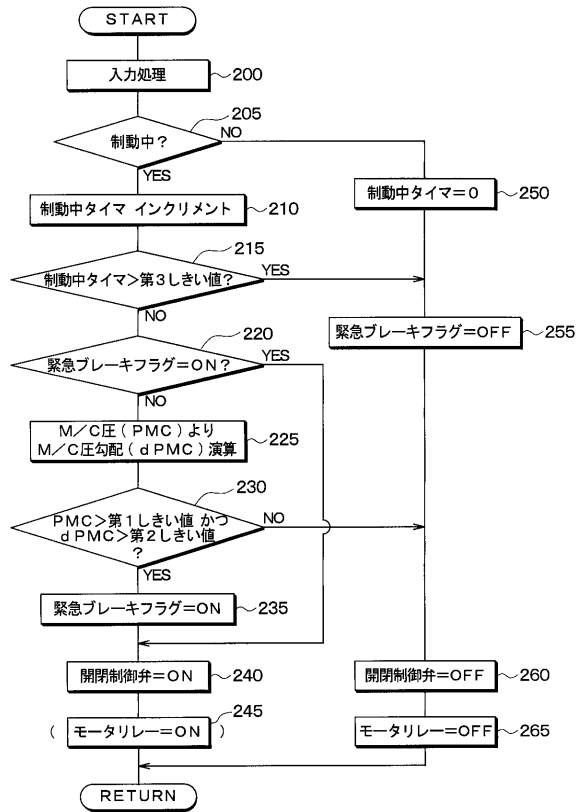 START
入力処理
200
205
制動中？
NO
YES
制動中タイマ インクリメント
210
制動中タイマ＝０
250
215
制動中タイマ＞第３しきい値？
YES
NO
緊急ブレーキフラグ＝ＯＦＦ
255
220
緊急ブレーキフラグ＝ＯＮ？
YES
NO
Ｍ／Ｃ圧（ＰＭＣ）より
Ｍ／Ｃ圧勾配（ｄＰＭＣ）演算
225
230
ＰＭＣ＞第１しきい値 かつ
ｄＰＭＣ＞第２しきい値
？
NO
YES
緊急ブレーキフラグ＝ＯＮ
235
開閉制御弁＝ＯＮ
240
開閉制御弁＝ＯＦＦ
260
245
（ モータリレー＝ＯＮ ）
モータリレー＝ＯＦＦ
265
RETURN